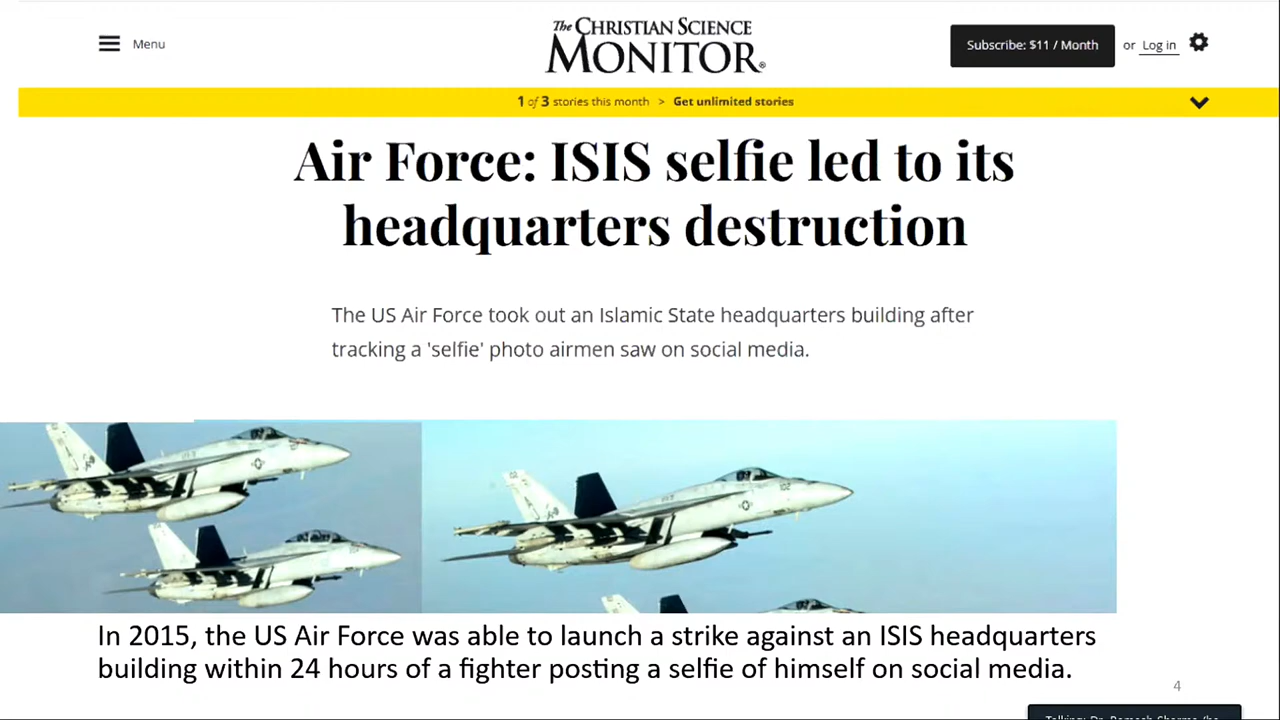 Menu
The CHRISTIAN SCIENCE
MONITOR®
Subscribe: $11 / Month or Log in
1 of 3 stories this month > Get unlimited stories
Air Force: ISIS selfie led to its
headquarters destruction
The US Air Force took out an Islamic State headquarters building after
tracking a 'selfie' photo airmen saw on social media.
In 2015, the US Air Force was able to launch a strike against an ISIS headquarters
building within 24 hours of a fighter posting a selfie of himself on social media.
4